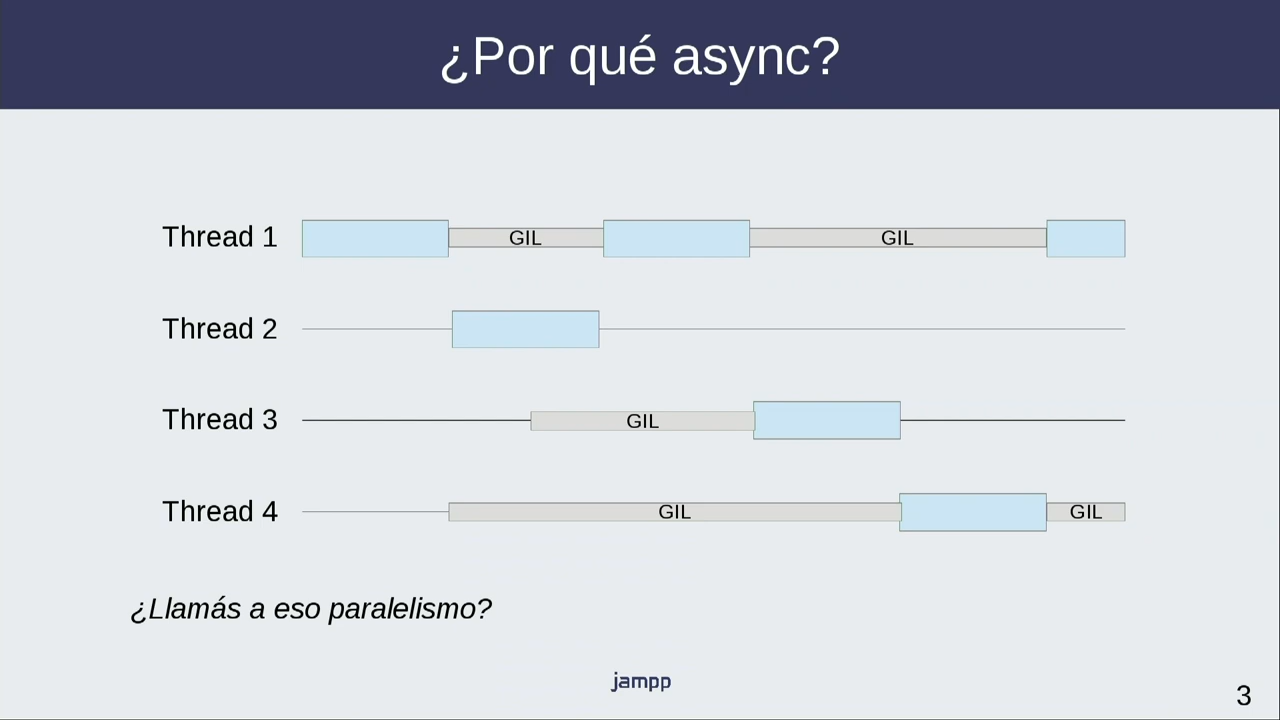 ¿Por qué async?
Thread 1 GIL GIL
Thread 2
Thread 3 GIL
Thread 4 GIL GIL
¿Llamás a eso paralelismo?
jampp
3